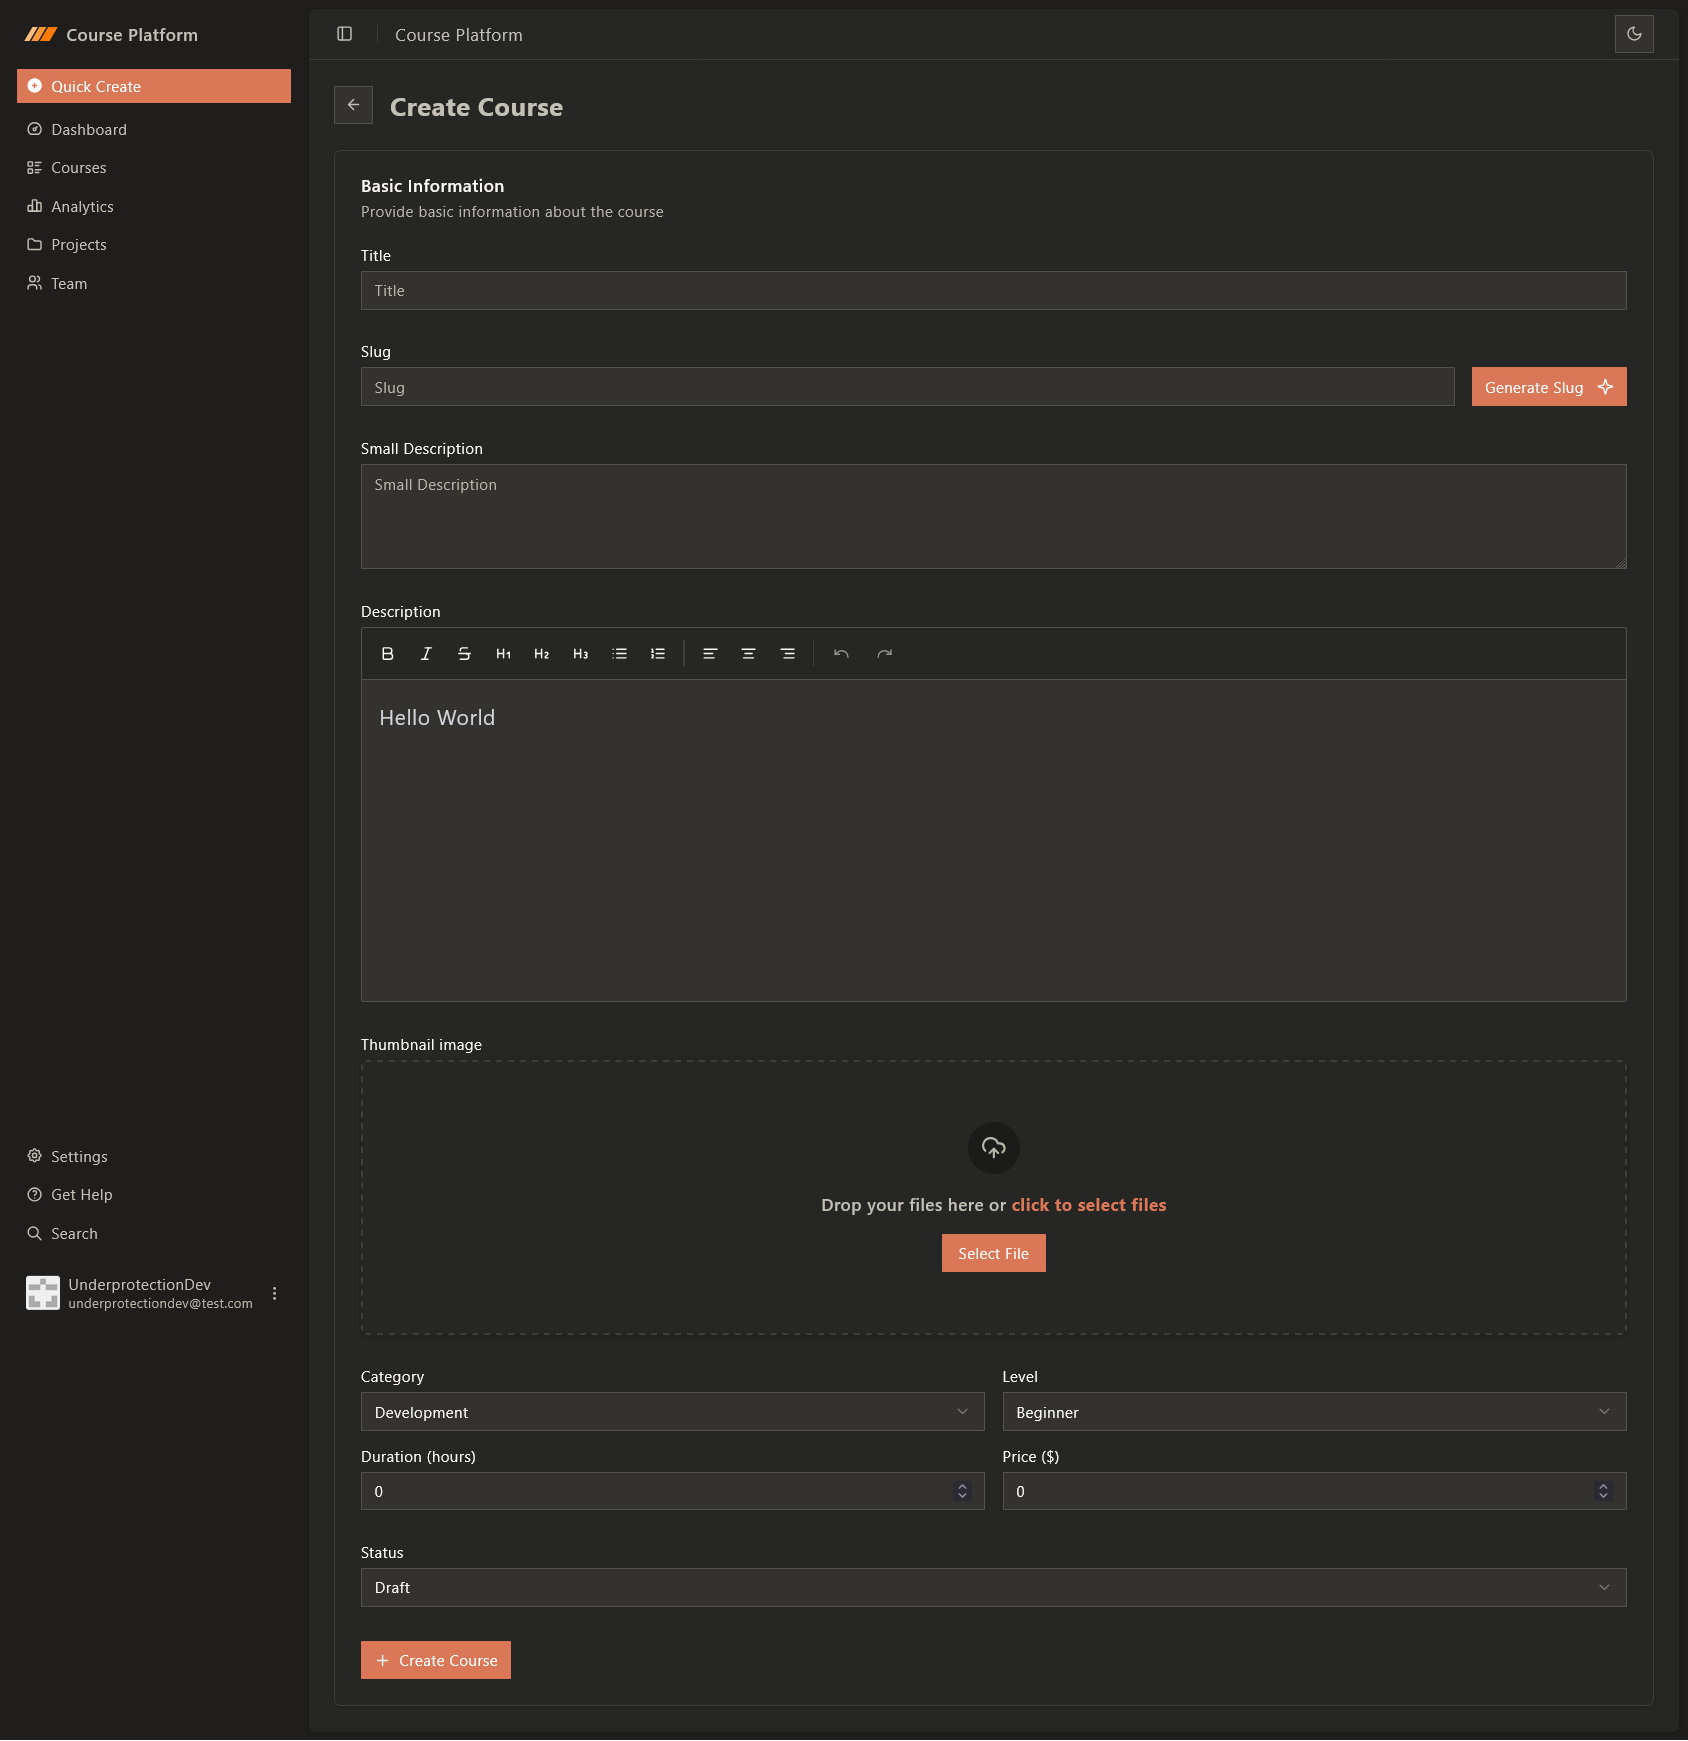 Course Platform
Quick Create
Dashboard
Courses
Analytics
Projects
Team
Settings
Get Help
Search
UnderprotectionDev
underprotectiondev@test.com
Course Platform
Create Course
Basic Information
Provide basic information about the course
Title
Title
Slug
Slug
Generate Slug
Small Description
Small Description
Description
B I S H1 H2 H3
Hello World
Thumbnail image
Drop your files here or click to select files
Select File
Category
Development
Level
Beginner
Duration (hours)
0
Price ($)
0
Status
Draft
Create Course